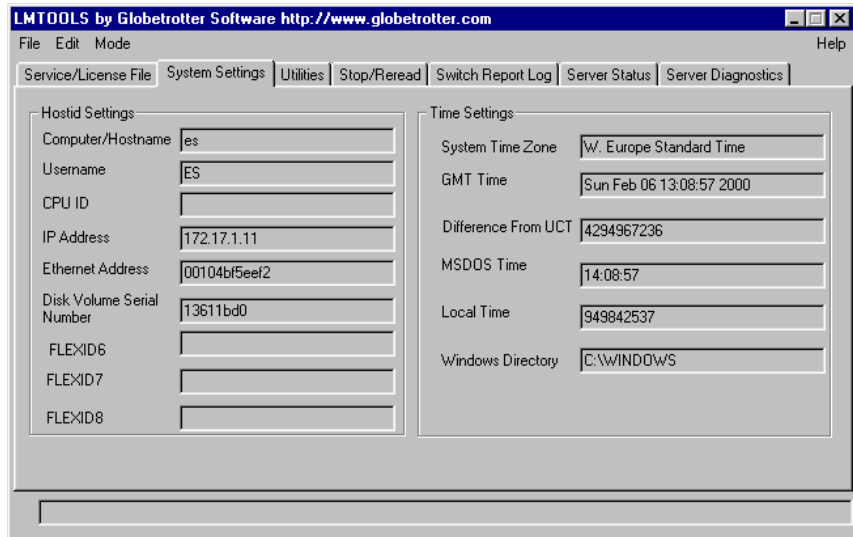 LMTOOLS by Globetrotter Software http://www.globetrotter.com
File Edit Mode Help
Service/License File System Settings Utilities Stop/Reread Switch Report Log Server Status Server Diagnostics
Hostid Settings
Computer/Hostname es
Username ES
CPU ID
IP Address 172.17.1.11
Ethernet Address 00104bf5eef2
Disk Volume Serial
Number 13611bd0
FLEXID6
FLEXID7
FLEXID8
Time Settings
System Time Zone W. Europe Standard Time
GMT Time Sun Feb 06 13:08:57 2000
Difference From UCT 4294967236
MSDOS Time 14:08:57
Local Time 949842537
Windows Directory C:\WINDOWS